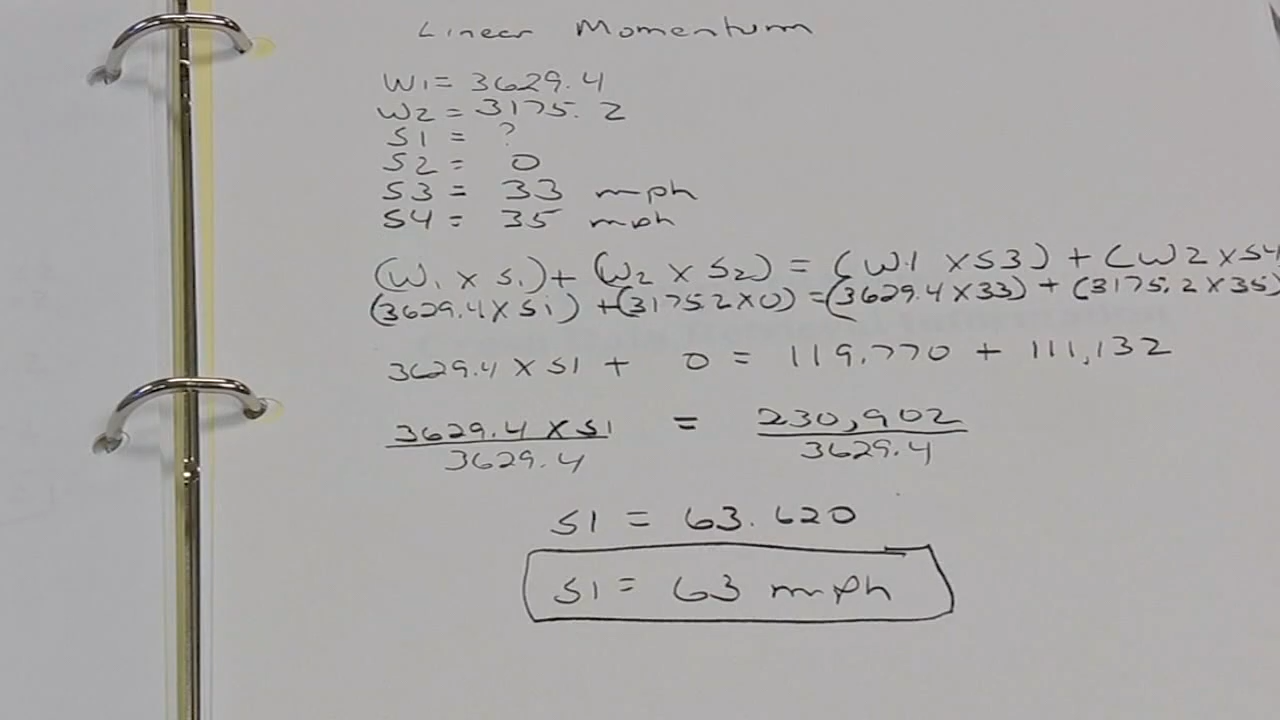 Linear Momentum
W1 = 3629.4
W2 = 3175.2
S1 = ?
S2 = 0
S3 = 33 mph
S4 = 35 mph
(W1 x S1) + (W2 x S2) = (W1 x S3) + (W2 x S4
(3629.4 x S1) + (3175.2 x 0) = (3629.4 x 33) + (3175.2 x 35)
3629.4 x S1 + 0 = 119,770 + 111,132
3629.4 x S1 = 230,902
3629.4 3629.4
S1 = 63.620
S1 = 63 mph